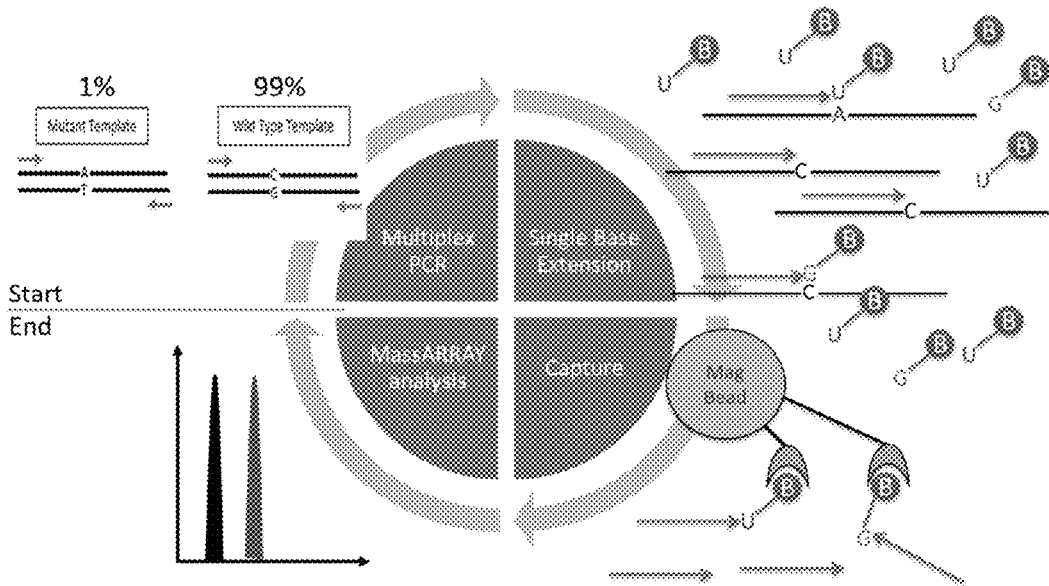 1%
99%
Mutant Template
Wild Type Template
A
T
C
G
Multiplex
PCR
Single Base
Extension
Start
End
MassARRAY
analysis
Capture
Mag
Bead
B
U
B
U
B
U
B
U
B
G
A
B
U
C
C
B
G
C
B
U
B
G
B
U
B
U
B
G